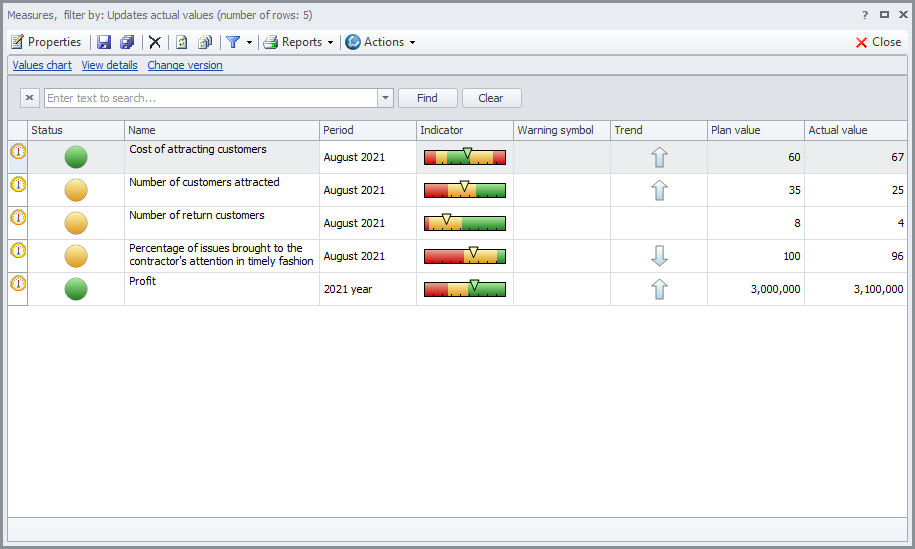 Measures, filter by: Updates actual values (number of rows: 5)
?
Properties Reports Actions Close
Values chart View details Change version
Enter text to search... Find Clear
Status Name Period Indicator Warning symbol Trend Plan value Actual value
Cost of attracting customers August 2021 60 67
Number of customers attracted August 2021 35 25
Number of return customers August 2021 8 4
Percentage of issues brought to the
contractor's attention in timely fashion August 2021 100 96
Profit 2021 year 3,000,000 3,100,000